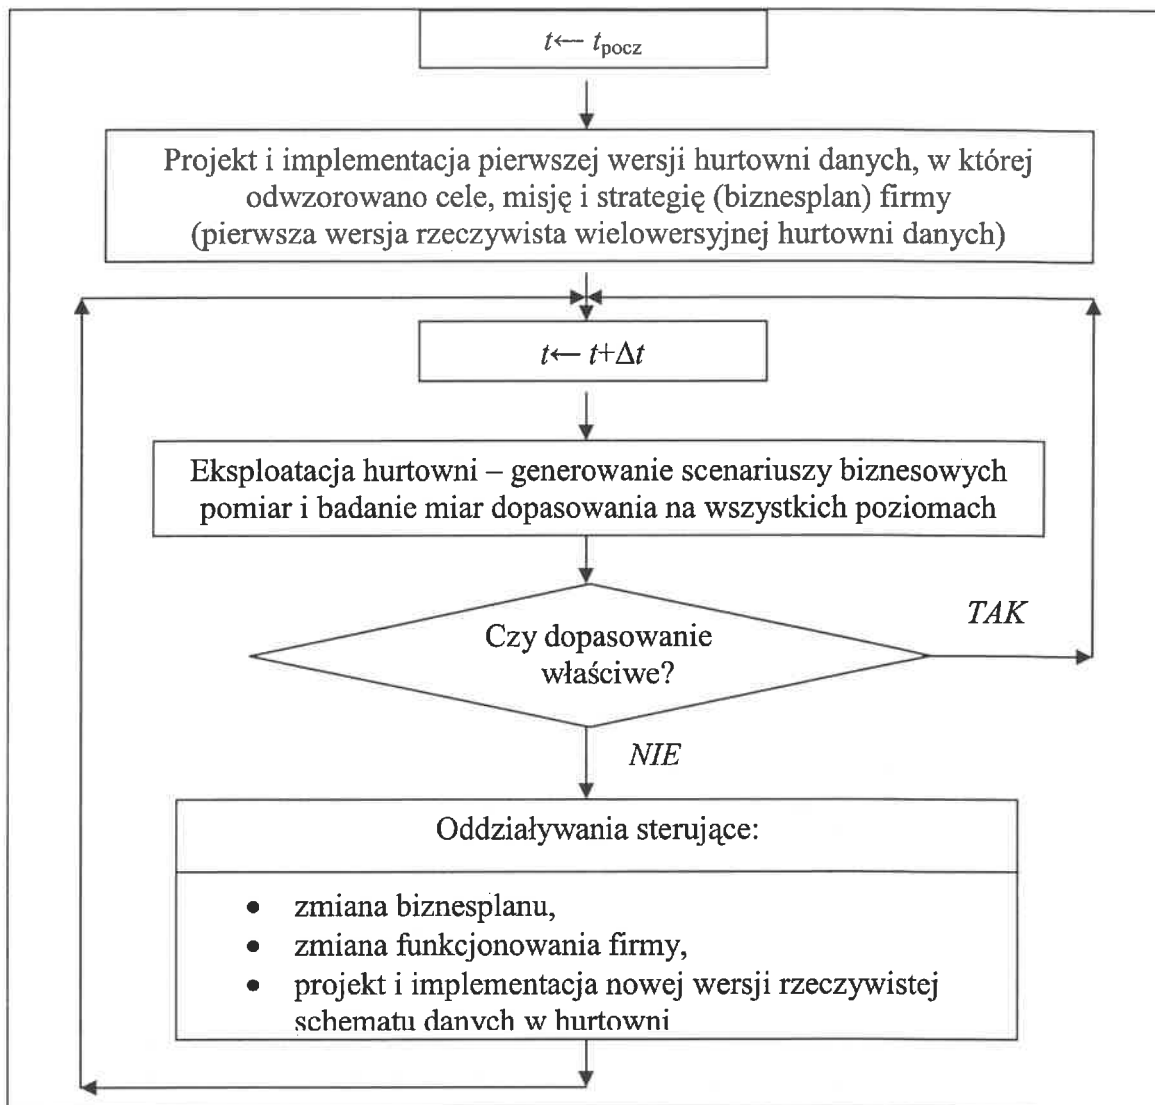 t← t pocz
Projekt i implementacja pierwszej wersji hurtowni danych, w której
odwzorowano cele, misję i strategię (biznesplan) firmy
(pierwsza wersja rzeczywista wielowersyjnej hurtowni danych)
t← t+Δt
Eksploatacja hurtowni – generowanie scenariuszy biznesowych
pomiar i badanie miar dopasowania na wszystkich poziomach
Czy dopasowanie
właściwe?
TAK
NIE
Oddziaływania sterujące:
• zmiana biznesplanu,
• zmiana funkcjonowania firmy,
• projekt i implementacja nowej wersji rzeczywistej
schematu danych w hurtowni